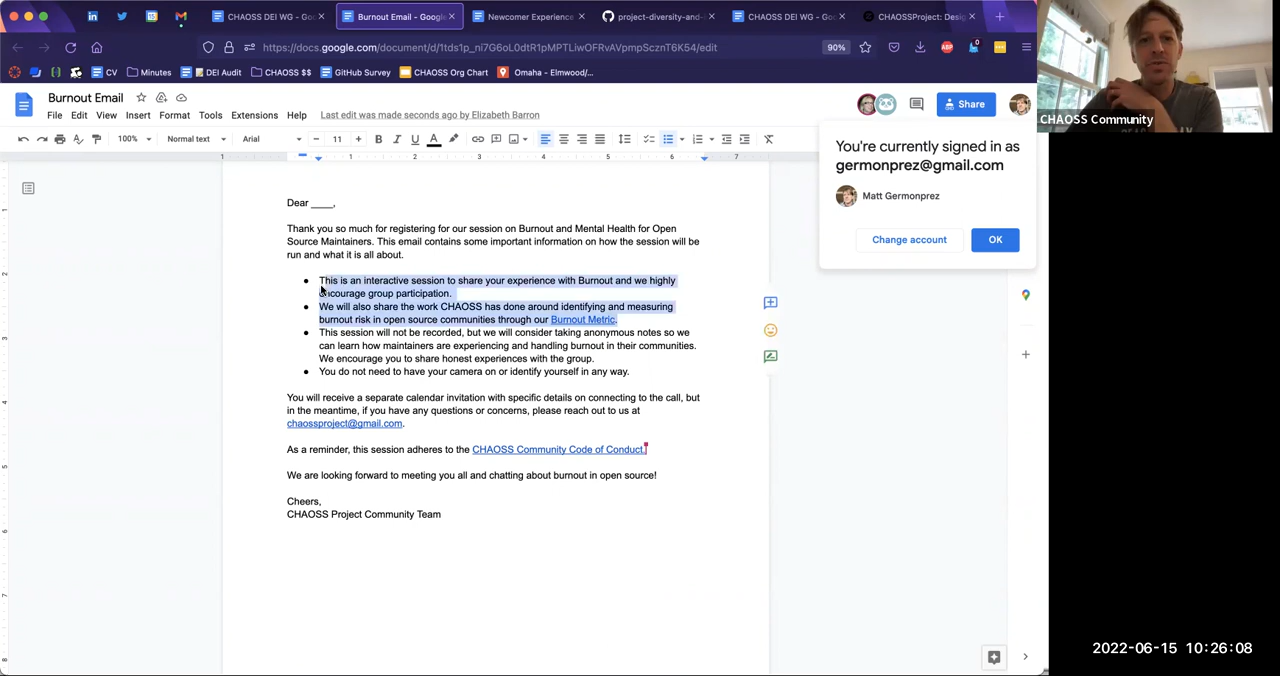 CHAOSS DEI WG - Goo
Burnout Email - Google
Newcomer Experience
project-diversity-and-
CHAOSS DEI WG - Goo
CHAOSSProject: Desig
https://docs.google.com/document/d/1tds1p_ni7G6oL0dtR1pMPTLiwOFRvAVpmpScznT6K54/edit
90%
CV
Minutes
DEI Audit
CHAOSS $$
GitHub Survey
CHAOSS Org Chart
Omaha - Elmwood/...
Burnout Email
File Edit View Insert Format Tools Extensions Help
Last edit was made seconds ago by Elizabeth Barron
Share
100%
Normal text
Arial
11
You're currently signed in as
germonprez@gmail.com
Matt Germonprez
Change account
OK
Dear ____,
Thank you so much for registering for our session on Burnout and Mental Health for Open
Source Maintainers. This email contains some important information on how the session will be
run and what it is all about.
This is an interactive session to share your experience with Burnout and we highly
encourage group participation.
We will also share the work CHAOSS has done around identifying and measuring
burnout risk in open source communities through our Burnout Metric.
This session will not be recorded, but we will consider taking anonymous notes so we
can learn how maintainers are experiencing and handling burnout in their communities.
We encourage you to share honest experiences with the group.
You do not need to have your camera on or identify yourself in any way.
You will receive a separate calendar invitation with specific details on connecting to the call, but
in the meantime, if you have any questions or concerns, please reach out to us at
chaossproject@gmail.com.
As a reminder, this session adheres to the CHAOSS Community Code of Conduct.
We are looking forward to meeting you all and chatting about burnout in open source!
Cheers,
CHAOSS Project Community Team
CHAOSS Community
2022-06-15 10:26:08